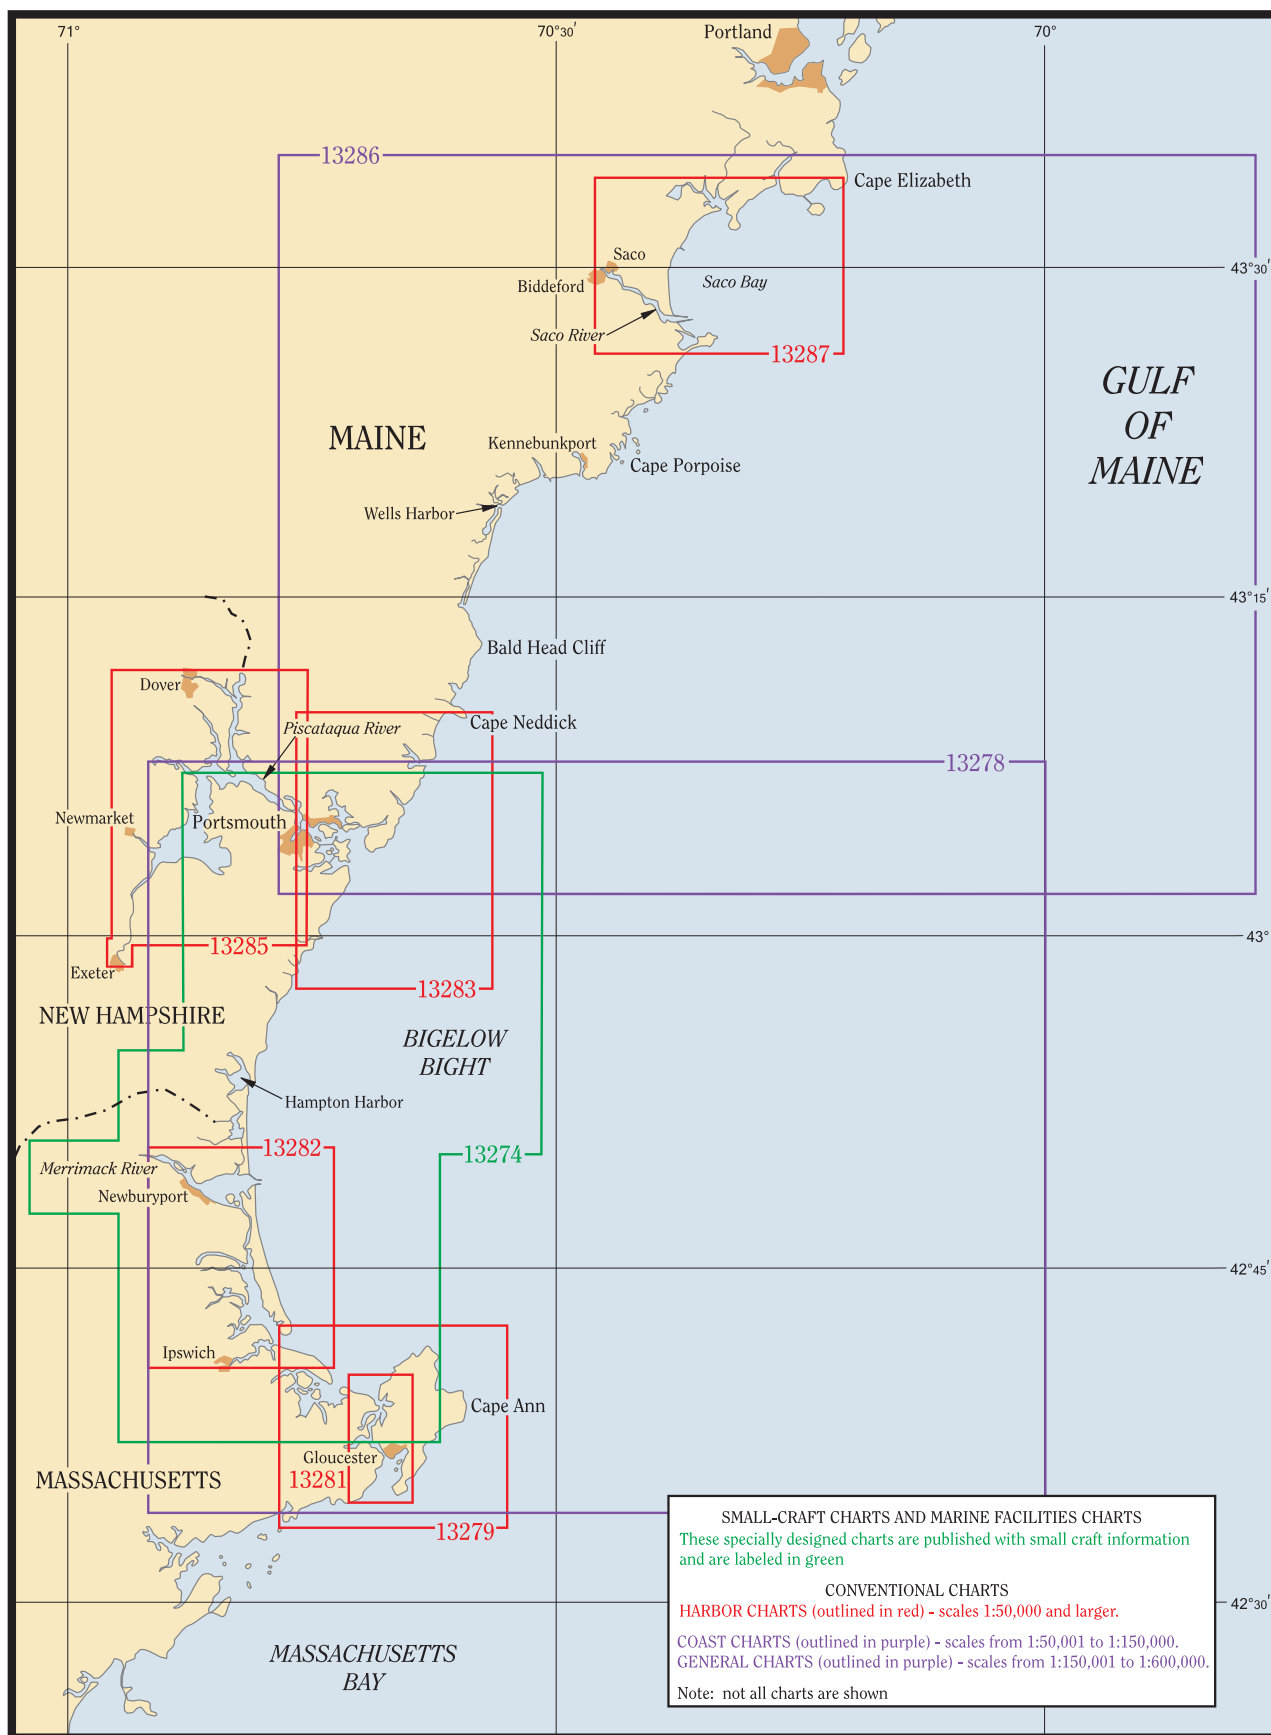 71°
70°30'
70°
Portland
13286
Cape Elizabeth
Saco
43°30'
Saco Bay
Biddeford
Saco River
13287
GULF
OF
MAINE
MAINE
Kennebunkport
Cape Porpoise
Wells Harbor
43°15'
Bald Head Cliff
Dover
Cape Neddick
Piscataqua River
13278
Newmarket
Portsmouth
43°
13285
Exeter
13283
NEW HAMPSHIRE
BIGELOW
BIGHT
Hampton Harbor
13282
13274
Merrimack River
Newburyport
42°45'
Ipswich
Cape Ann
Gloucester
13281
MASSACHUSETTS
13279
SMALL-CRAFT CHARTS AND MARINE FACILITIES CHARTS
These specially designed charts are published with small craft information
and are labeled in green
CONVENTIONAL CHARTS
HARBOR CHARTS (outlined in red) - scales 1:50,000 and larger.
COAST CHARTS (outlined in purple) - scales from 1:50,001 to 1:150,000.
GENERAL CHARTS (outlined in purple) - scales from 1:150,001 to 1:600,000.
Note: not all charts are shown
42°30'
MASSACHUSETTS
BAY